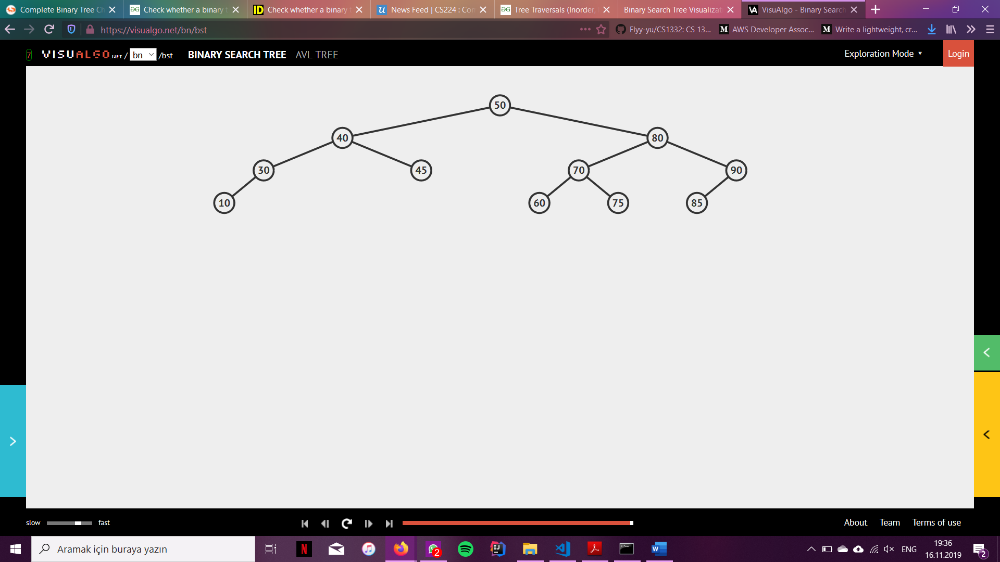 Complete Binary Tree Ch
Check whether a binary t
Check whether a binary t
News Feed | CS224 : Com
Tree Traversals (Inorder,
Binary Search Tree Visualizat
VisuAlgo - Binary Search
https://visualgo.net/bn/bst
Flyy-yu/CS1332: CS 13...
AWS Developer Assoc...
Write a lightweight, cr...
7 VISUALGO.NET / bn /bst BINARY SEARCH TREE AVL TREE Exploration Mode Login
50
40 80
30 45 70 90
10 60 75 85
slow fast
About Team Terms of use
Aramak için buraya yazın
2
ENG
19:36
16.11.2019
2